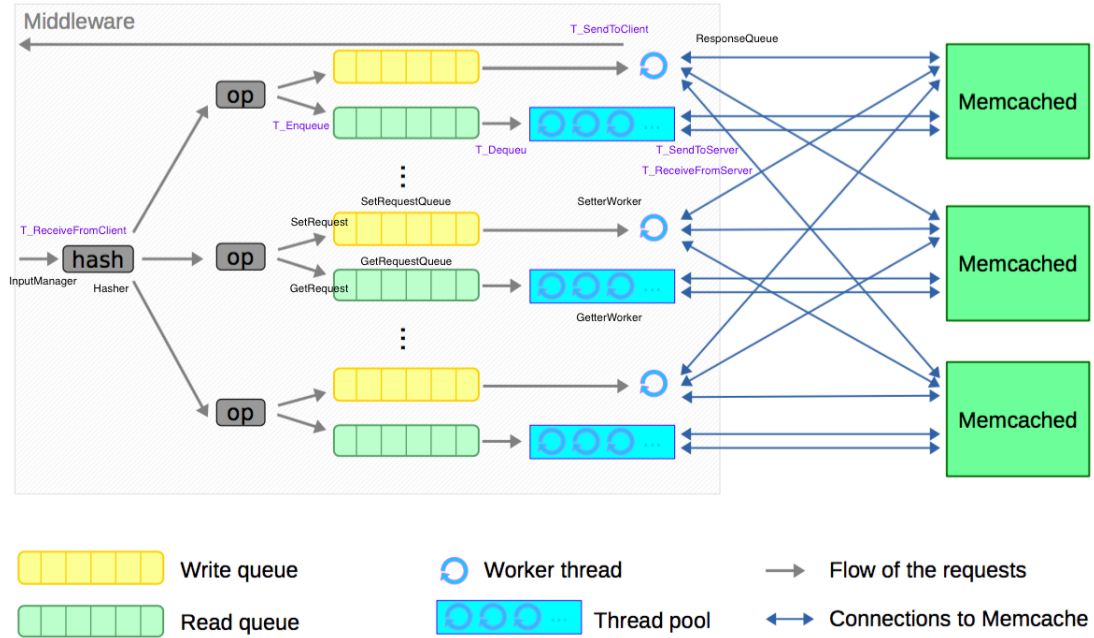 Middleware
T_SendToClient
ResponseQueue
op
Memcached
T_Enqueue
...
T_Dequeu
T_SendToServer
T_ReceiveFromServer
...
SetRequestQueue
SetterWorker
SetRequest
T_ReceiveFromClient
hash
op
GetRequestQueue
Memcached
InputManager
Hasher
GetRequest
...
GetterWorker
...
op
Memcached
...
Write queue
Worker thread
Flow of the requests
Read queue
...
Thread pool
Connections to Memcache